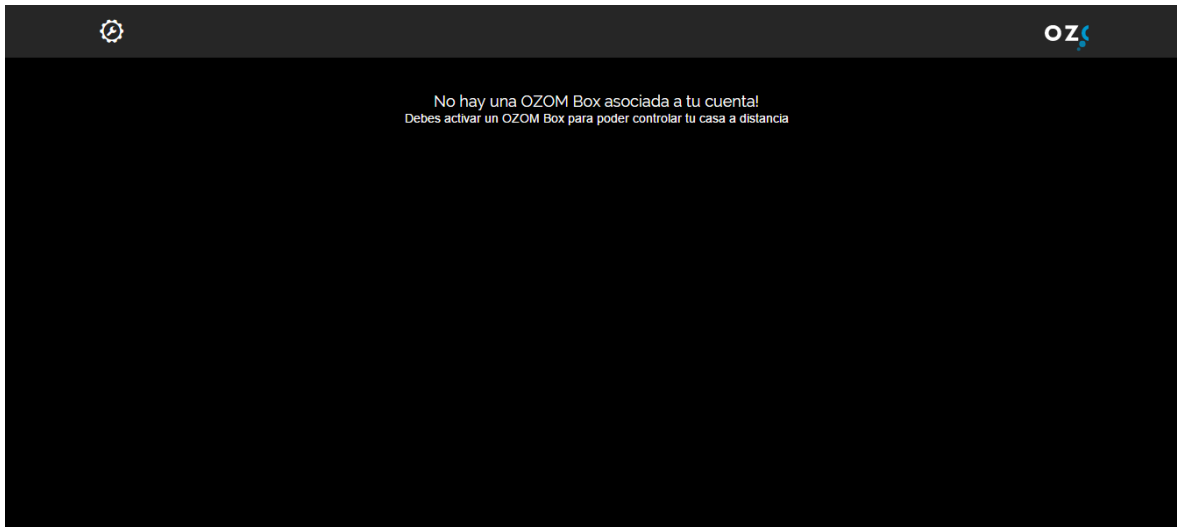 OZ
No hay una OZOM Box asociada a tu cuenta!
Debes activar un OZOM Box para poder controlar tu casa a distancia